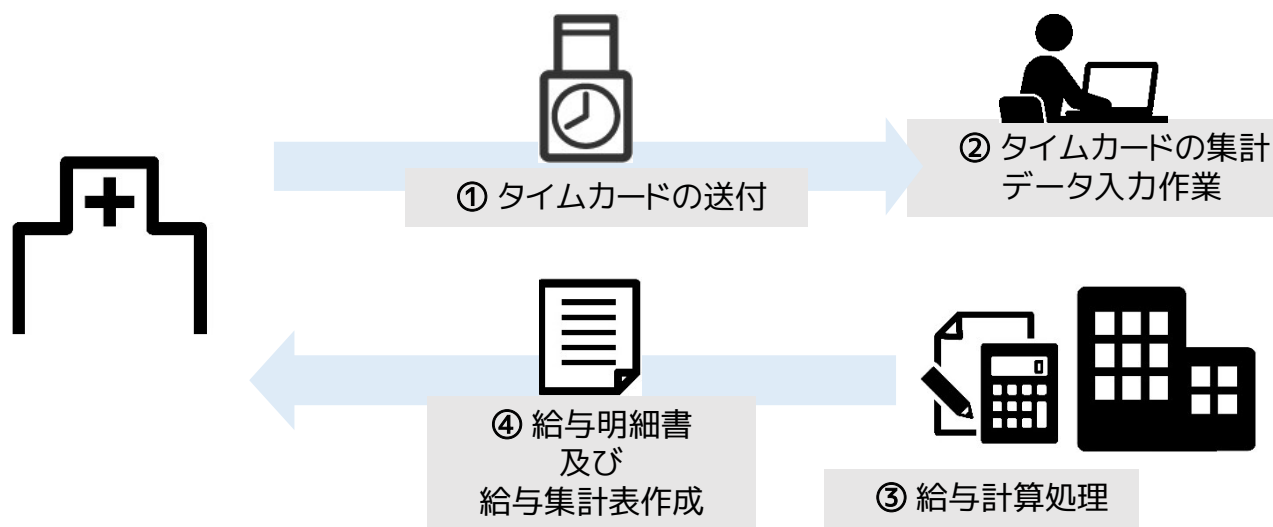 ① タイムカードの送付
② タイムカードの集計
データ入力作業
③ 給与計算処理
④ 給与明細書
及び
給与集計表作成